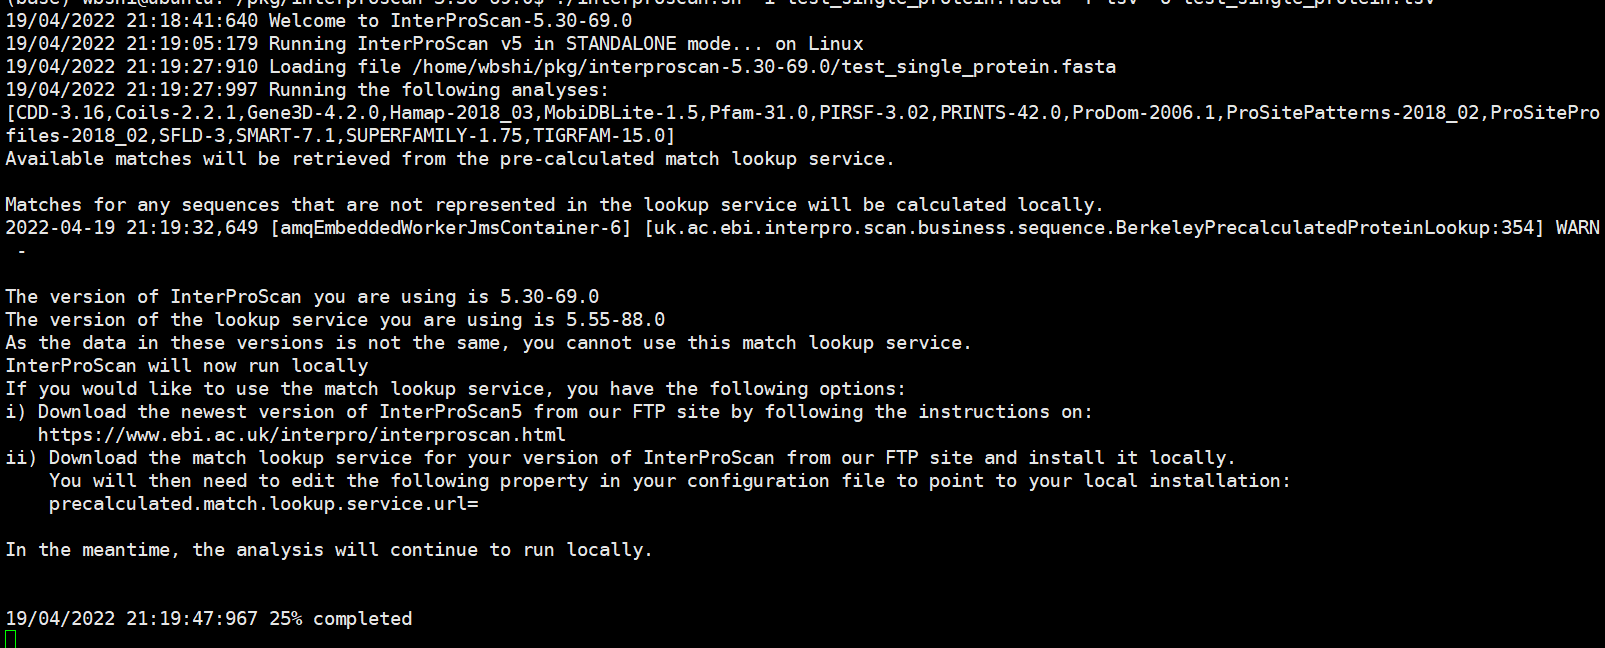 19/04/2022 21:18:41:640 Welcome to InterProScan-5.30-69.0
19/04/2022 21:19:05:179 Running InterProScan v5 in STANDALONE mode... on Linux
19/04/2022 21:19:27:910 Loading file /home/wbshi/pkg/interproscan-5.30-69.0/test_single_protein.fasta
19/04/2022 21:19:27:997 Running the following analyses:
[CDD-3.16,Coils-2.2.1,Gene3D-4.2.0,Hamap-2018_03,MobiDBLite-1.5,Pfam-31.0,PIRSF-3.02,PRINTS-42.0,ProDom-2006.1,ProSitePatterns-2018_02,ProSitePro
files-2018_02,SFLD-3,SMART-7.1,SUPERFAMILY-1.75,TIGRFAM-15.0]
Available matches will be retrieved from the pre-calculated match lookup service.
Matches for any sequences that are not represented in the lookup service will be calculated locally.
2022-04-19 21:19:32,649 [amqEmbeddedWorkerJmsContainer-6] [uk.ac.ebi.interpro.scan.business.sequence.BerkeleyPrecalculatedProteinLookup:354] WARN
-
The version of InterProScan you are using is 5.30-69.0
The version of the lookup service you are using is 5.55-88.0
As the data in these versions is not the same, you cannot use this match lookup service.
InterProScan will now run locally
If you would like to use the match lookup service, you have the following options:
i) Download the newest version of InterProScan5 from our FTP site by following the instructions on:
https://www.ebi.ac.uk/interpro/interproscan.html
ii) Download the match lookup service for your version of InterProScan from our FTP site and install it locally.
You will then need to edit the following property in your configuration file to point to your local installation:
precalculated.match.lookup.service.url=
In the meantime, the analysis will continue to run locally.
19/04/2022 21:19:47:967 25% completed